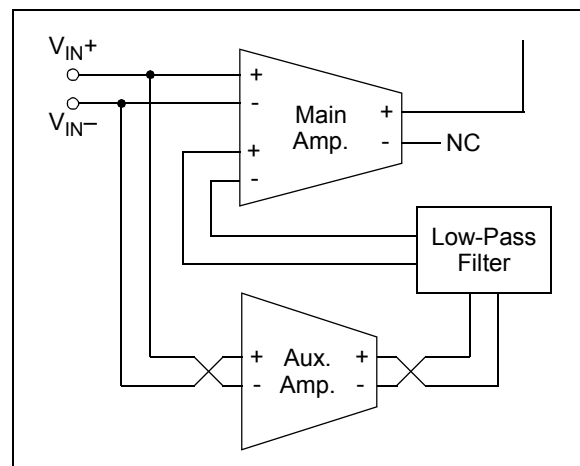 V_IN+
V_IN–
+
-
Main
Amp.
+
-
NC
+
-
Low-Pass
Filter
+
-
Aux.
Amp.
+
-